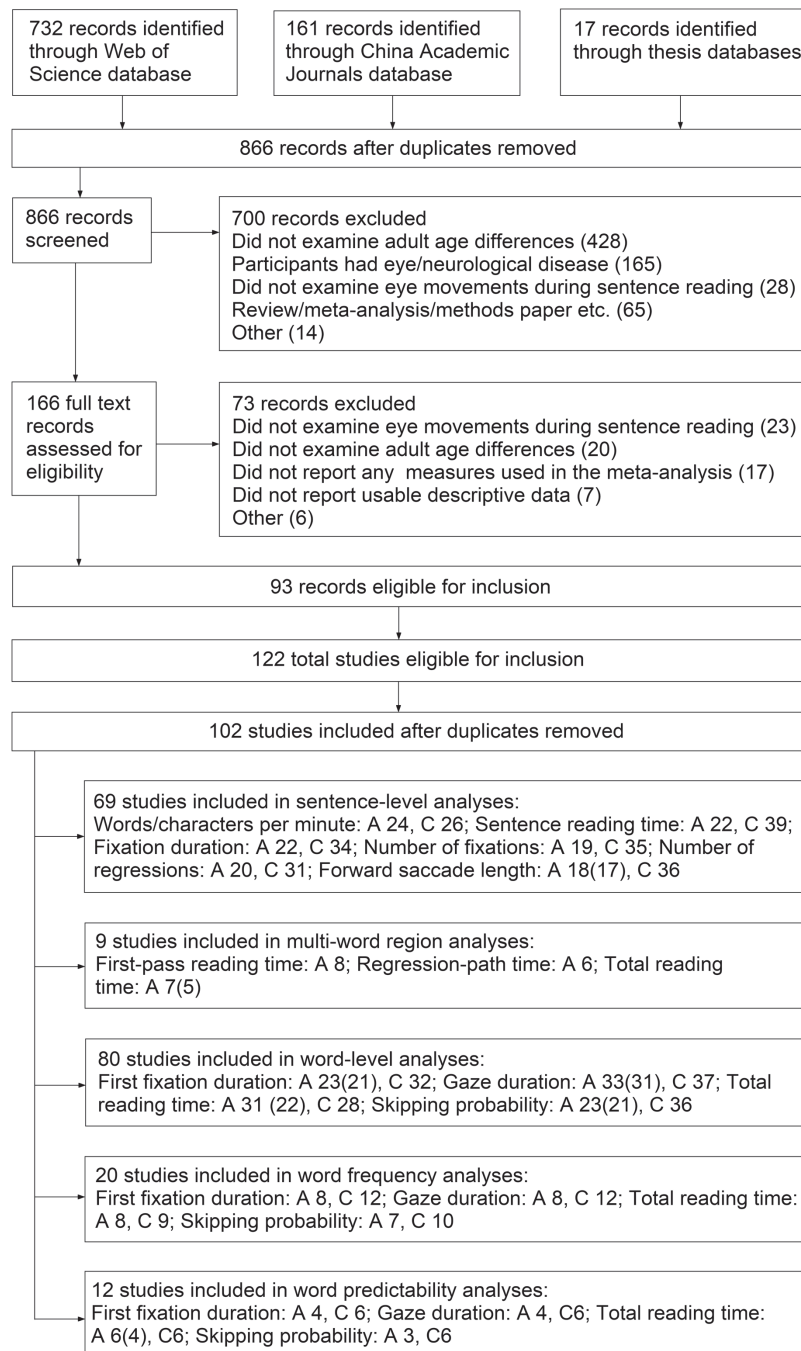 732 records identified
through Web of
Science database
161 records identified
through China Academic
Journals database
17 records identified
through thesis databases
866 records after duplicates removed
866 records
screened
700 records excluded
Did not examine adult age differences (428)
Participants had eye/neurological disease (165)
Did not examine eye movements during sentence reading (28)
Review/meta-analysis/methods paper etc. (65)
Other (14)
166 full text
records
assessed for
eligibility
73 records excluded
Did not examine eye movements during sentence reading (23)
Did not examine adult age differences (20)
Did not report any measures used in the meta-analysis (17)
Did not report usable descriptive data (7)
Other (6)
93 records eligible for inclusion
122 total studies eligible for inclusion
102 studies included after duplicates removed
69 studies included in sentence-level analyses:
Words/characters per minute: A 24, C 26; Sentence reading time: A 22, C 39;
Fixation duration: A 22, C 34; Number of fixations: A 19, C 35; Number of
regressions: A 20, C 31; Forward saccade length: A 18(17), C 36
9 studies included in multi-word region analyses:
First-pass reading time: A 8; Regression-path time: A 6; Total reading
time: A 7(5)
80 studies included in word-level analyses:
First fixation duration: A 23(21), C 32; Gaze duration: A 33(31), C 37; Total
reading time: A 31 (22), C 28; Skipping probability: A 23(21), C 36
20 studies included in word frequency analyses:
First fixation duration: A 8, C 12; Gaze duration: A 8, C 12; Total reading time:
A 8, C 9; Skipping probability: A 7, C 10
12 studies included in word predictability analyses:
First fixation duration: A 4, C 6; Gaze duration: A 4, C6; Total reading time:
A 6(4), C6; Skipping probability: A 3, C6